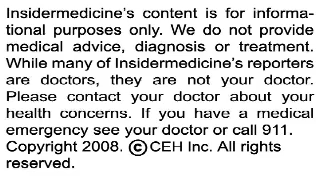 Insidermedicine's content is for informa-
tional purposes only. We do not provide
medical advice, diagnosis or treatment.
While many of Insidermedicine's reporters
are doctors, they are not your doctor.
Please contact your doctor about your
health concerns. If you have a medical
emergency see your doctor or call 911.
Copyright 2008. ©CEH Inc. All rights
reserved.